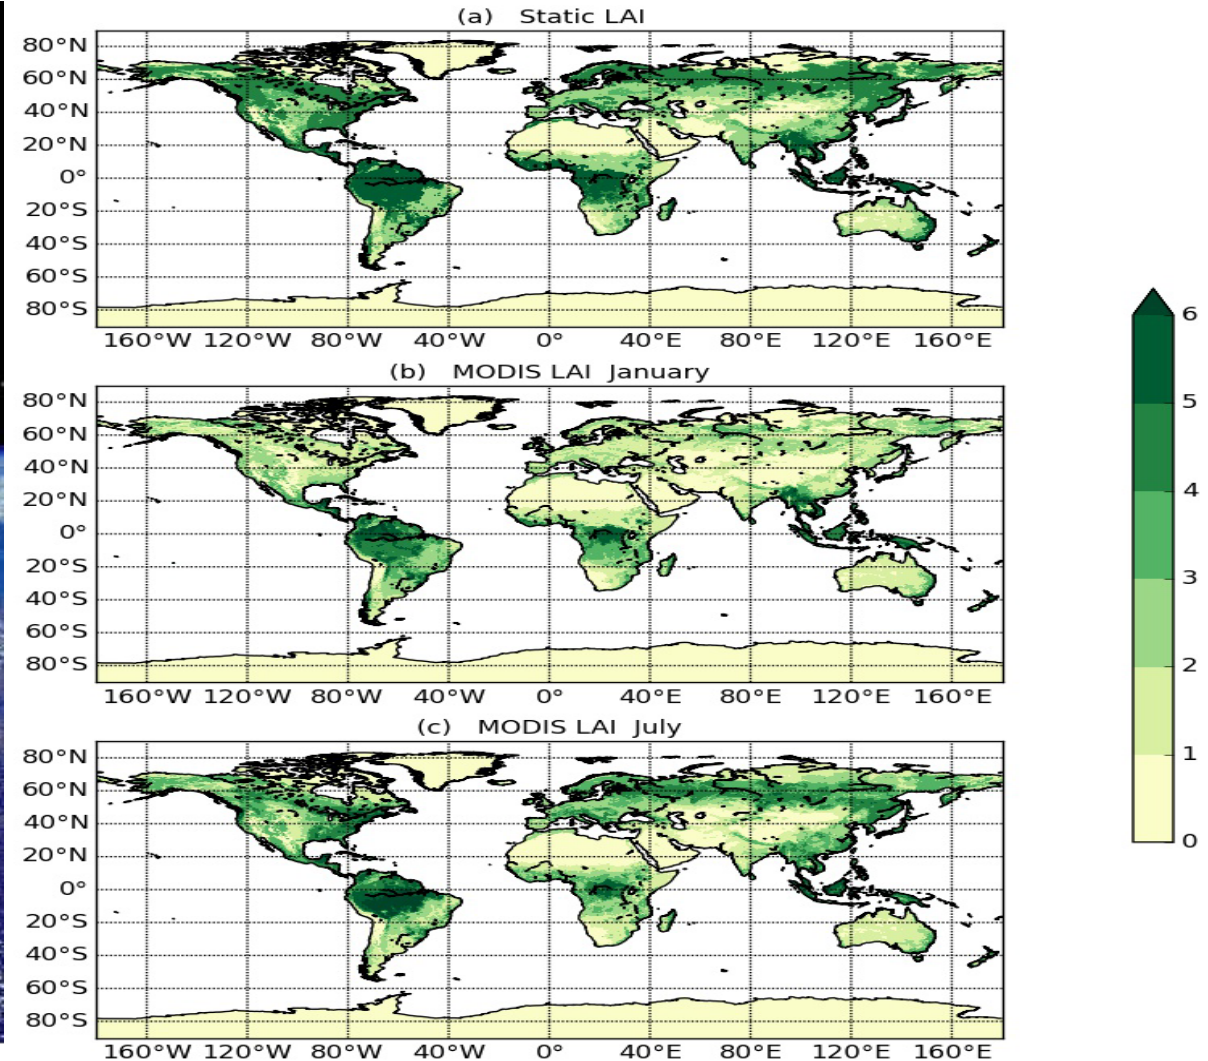 (a) Static LAI
80°N
60°N
40°N
20°N
0°
20°S
40°S
60°S
80°S
160°W 120°W 80°W 40°W 0° 40°E 80°E 120°E 160°E
(b) MODIS LAI January
80°N
60°N
40°N
20°N
0°
20°S
40°S
60°S
80°S
160°W 120°W 80°W 40°W 0° 40°E 80°E 120°E 160°E
(c) MODIS LAI July
80°N
60°N
40°N
20°N
0°
20°S
40°S
60°S
80°S
160°W 120°W 80°W 40°W 0° 40°E 80°E 120°E 160°E
6
5
4
3
2
1
0